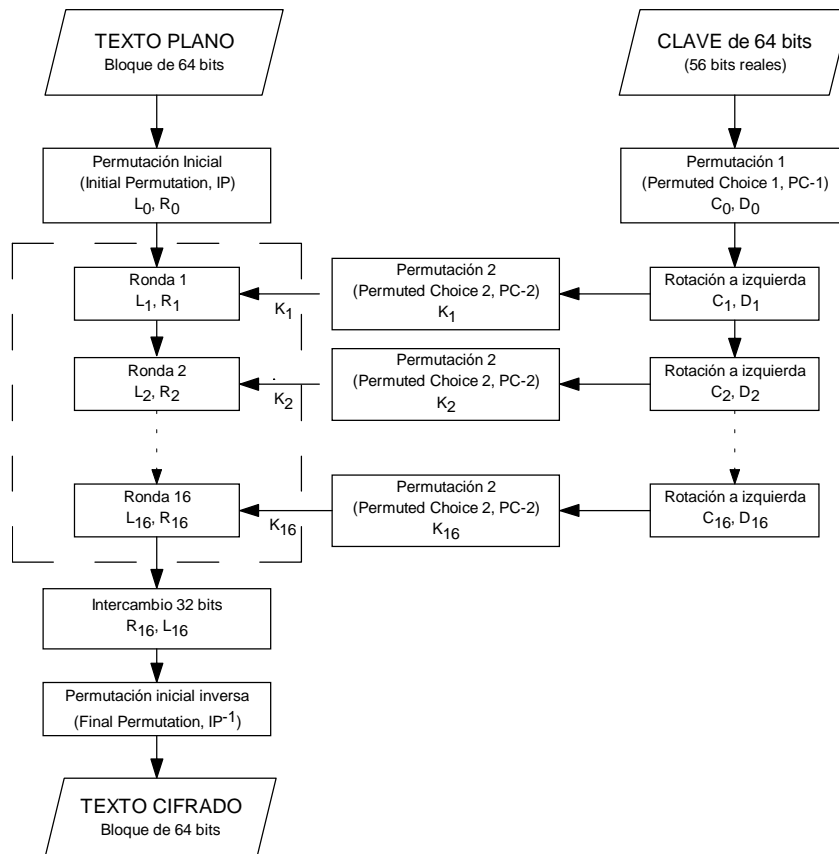 TEXTO PLANO
Bloque de 64 bits
CLAVE de 64 bits
(56 bits reales)
Permutación Inicial
(Initial Permutation, IP)
L0, R0
Permutación 1
(Permuted Choice 1, PC-1)
C0, D0
Ronda 1
L1, R1
K1
Permutación 2
(Permuted Choice 2, PC-2)
K1
Rotación a izquierda
C1, D1
Ronda 2
L2, R2
K2
Permutación 2
(Permuted Choice 2, PC-2)
K2
Rotación a izquierda
C2, D2
Ronda 16
L16, R16
K16
Permutación 2
(Permuted Choice 2, PC-2)
K16
Rotación a izquierda
C16, D16
Intercambio 32 bits
R16, L16
Permutación inicial inversa
(Final Permutation, IP-1)
TEXTO CIFRADO
Bloque de 64 bits